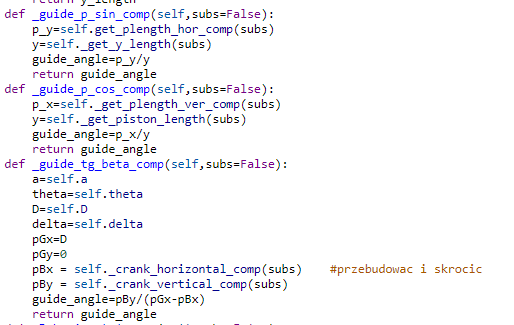 return y_length
def _guide_p_sin_comp(self,subs=False):
p_y=self.get_plength_hor_comp(subs)
y=self._get_y_length(subs)
guide_angle=p_y/y
return guide_angle
def _guide_p_cos_comp(self,subs=False):
p_x=self._get_plength_ver_comp(subs)
y=self._get_piston_length(subs)
guide_angle=p_x/y
return guide_angle
def _guide_tg_beta_comp(self,subs=False):
a=self.a
theta=self.theta
D=self.D
delta=self.delta
pGx=D
pGy=0
pBx = self._crank_horizontal_comp(subs)    #przebudowac i skrocic
pBy = self._crank_vertical_comp(subs)
guide_angle=pBy/(pGx-pBx)
return guide_angle